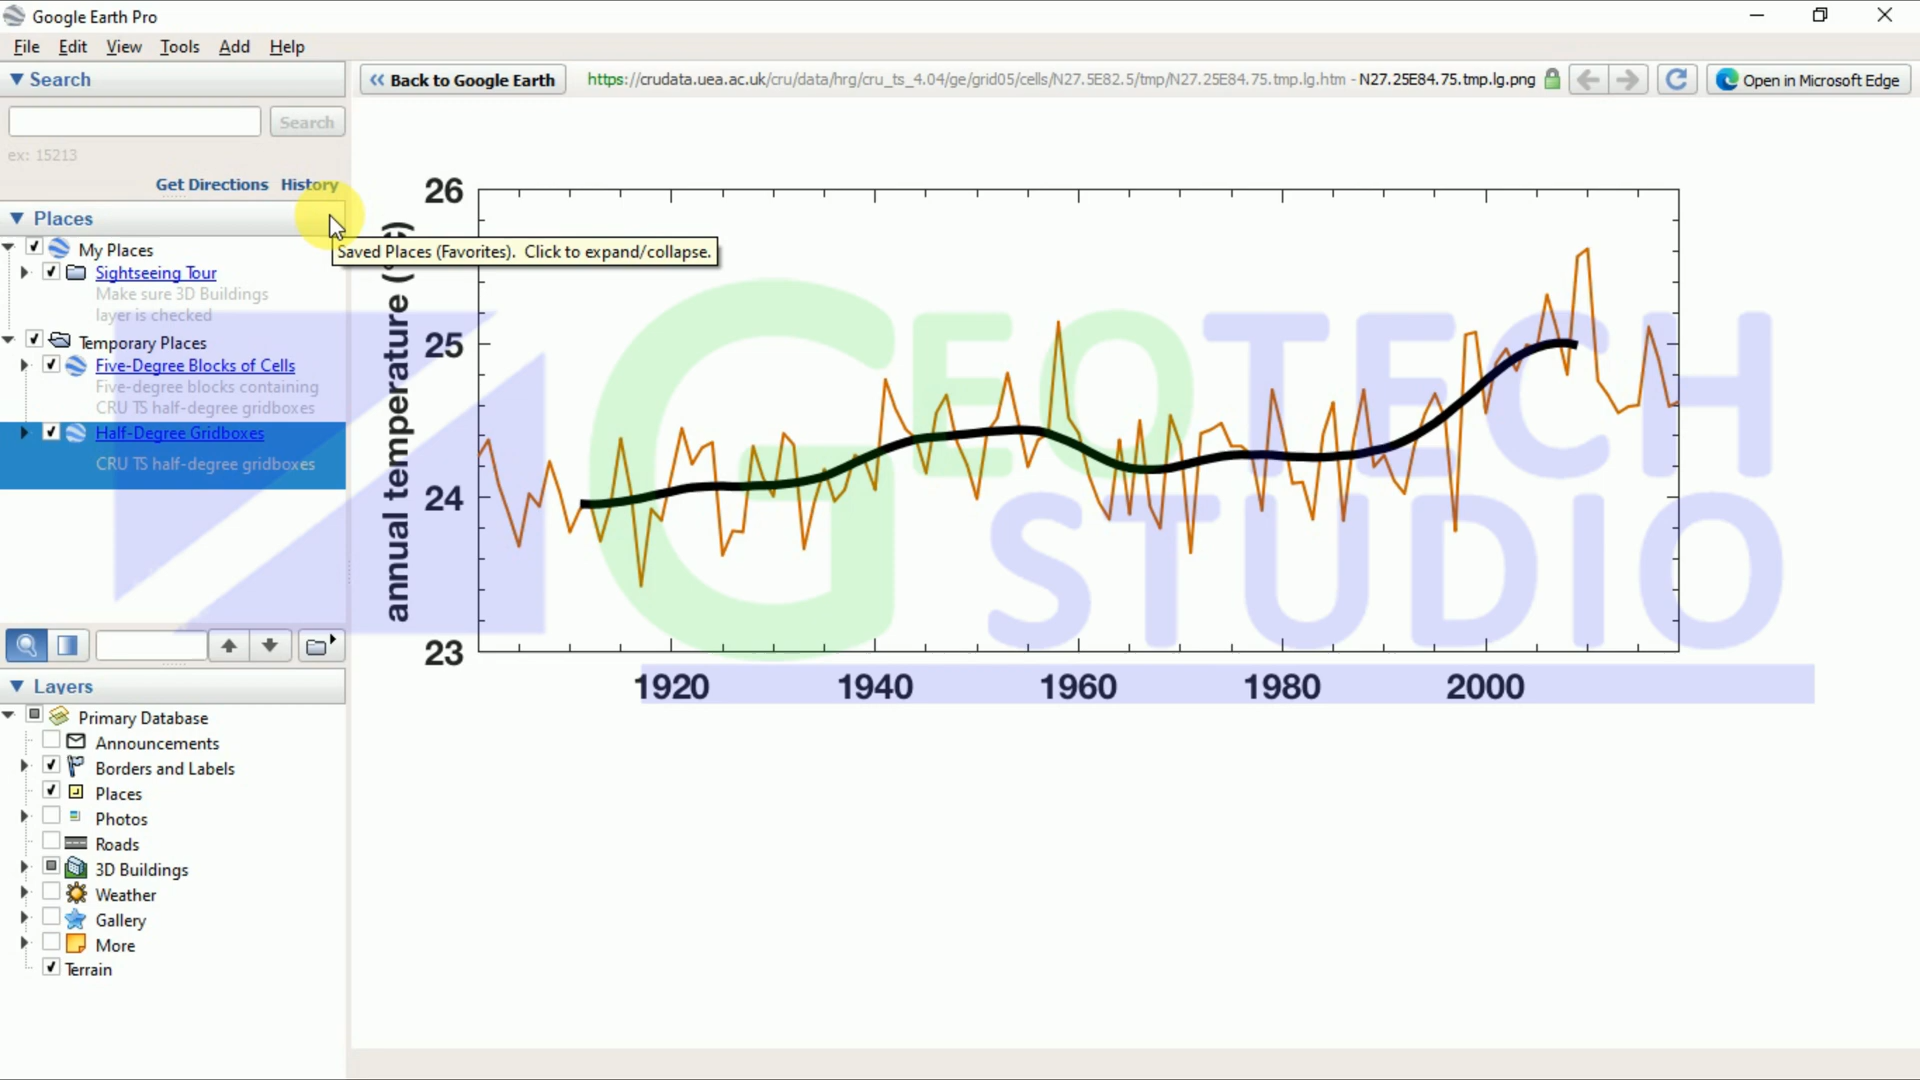 Google Earth Pro
File Edit View Tools Add Help
Search
Search
ex: 15213
Get Directions History
Places
My Places
Sightseeing Tour
Make sure 3D Buildings
layer is checked
Temporary Places
Five-Degree Blocks of Cells
Five-degree blocks containing
CRU TS half-degree gridboxes
Half-Degree Gridboxes
CRU TS half-degree gridboxes
Layers
Primary Database
Announcements
Borders and Labels
Places
Photos
Roads
3D Buildings
Weather
Gallery
More
Terrain
Back to Google Earth
https://crudata.uea.ac.uk/cru/data/hrg/cru_ts_4.04/ge/grid05/cells/N27.5E82.5/tmp/N27.25E84.75.tmp.lg.htm - N27.25E84.75.tmp.lg.png
Open in Microsoft Edge
Saved Places (Favorites). Click to expand/collapse.
annual temperature (
26
25
24
23
1920 1940 1960 1980 2000
GEOTECH
STUDIO